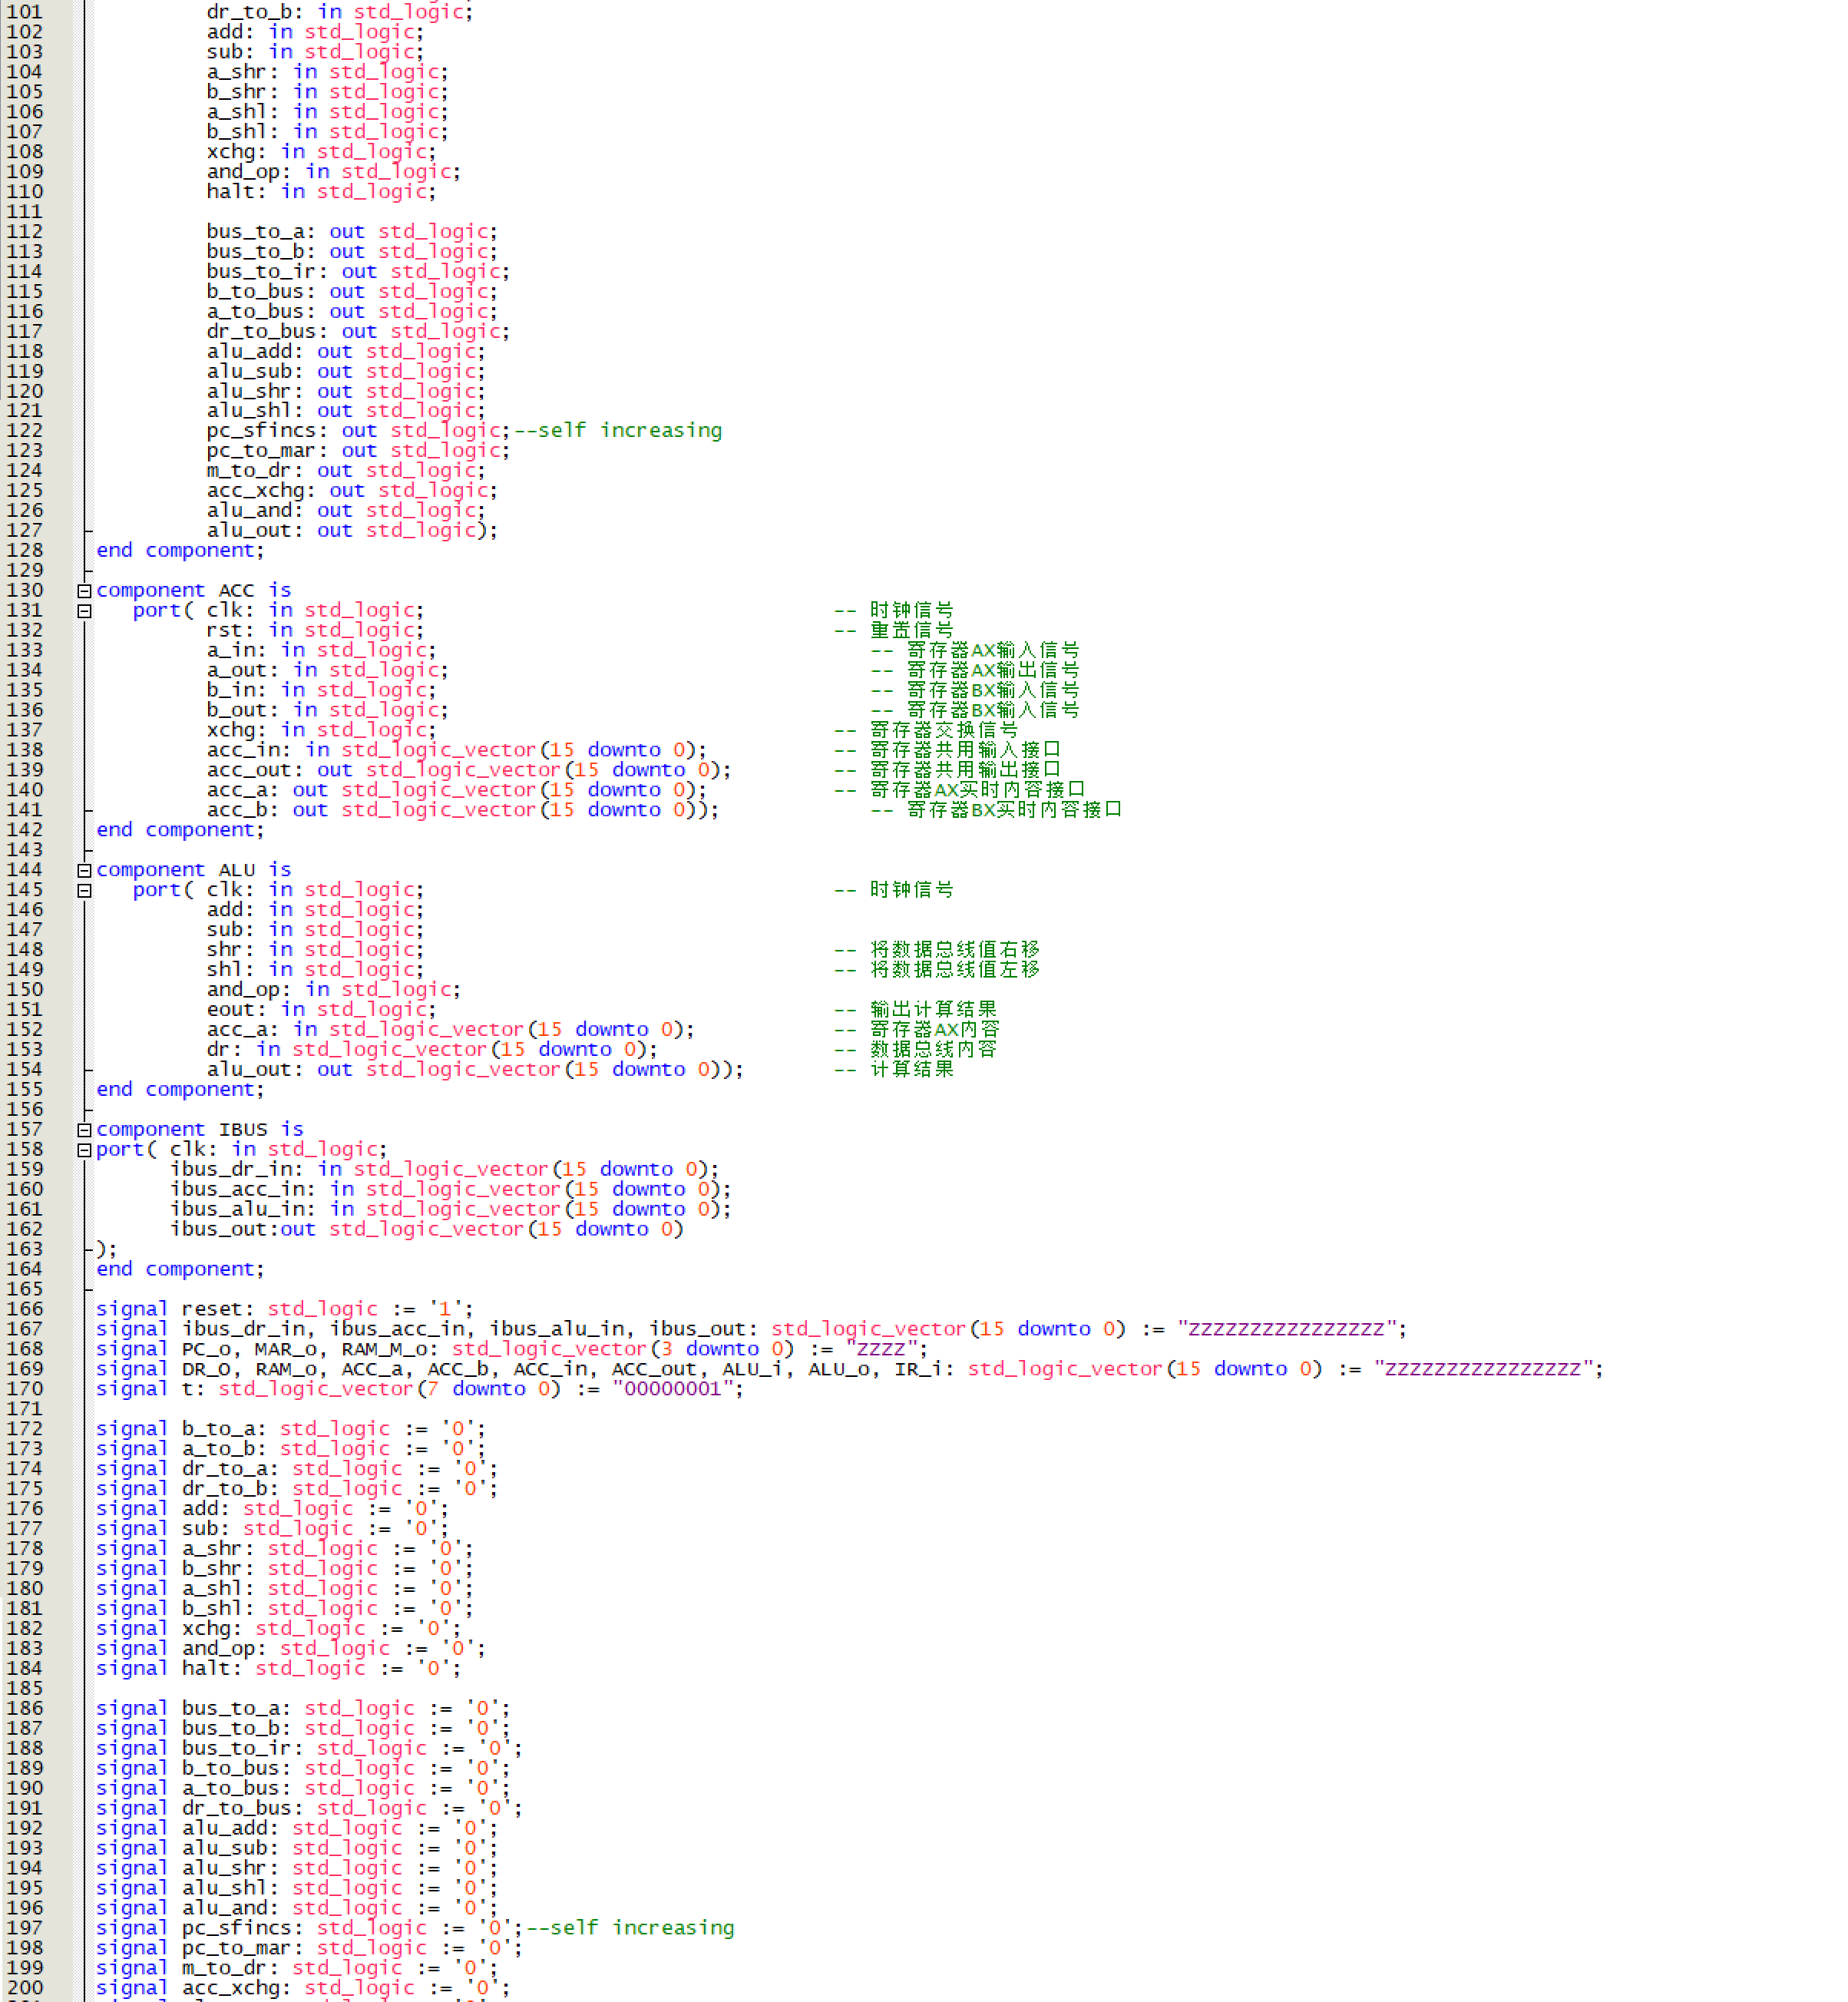 101 dr_to_b: in std_logic;
102 add: in std_logic;
103 sub: in std_logic;
104 a_shr: in std_logic;
105 b_shr: in std_logic;
106 a_shl: in std_logic;
107 b_shl: in std_logic;
108 xchg: in std_logic;
109 and_op: in std_logic;
110 halt: in std_logic;
111
112 bus_to_a: out std_logic;
113 bus_to_b: out std_logic;
114 bus_to_ir: out std_logic;
115 b_to_bus: out std_logic;
116 a_to_bus: out std_logic;
117 dr_to_bus: out std_logic;
118 alu_add: out std_logic;
119 alu_sub: out std_logic;
120 alu_shr: out std_logic;
121 alu_shl: out std_logic;
122 pc_sfincs: out std_logic;--self increasing
123 pc_to_mar: out std_logic;
124 m_to_dr: out std_logic;
125 acc_xchg: out std_logic;
126 alu_and: out std_logic;
127 alu_out: out std_logic);
128 end component;
129
130 component ACC is
131 port( clk: in std_logic; -- 时钟信号
132 rst: in std_logic; -- 重置信号
133 a_in: in std_logic; -- 寄存器AX输入信号
134 a_out: in std_logic; -- 寄存器AX输出信号
135 b_in: in std_logic; -- 寄存器BX输入信号
136 b_out: in std_logic; -- 寄存器BX输入信号
137 xchg: in std_logic; -- 寄存器交换信号
138 acc_in: in std_logic_vector(15 downto 0); -- 寄存器共用输入接口
139 acc_out: out std_logic_vector(15 downto 0); -- 寄存器共用输出接口
140 acc_a: out std_logic_vector(15 downto 0); -- 寄存器AX实时内容接口
141 acc_b: out std_logic_vector(15 downto 0)); -- 寄存器BX实时内容接口
142 end component;
143
144 component ALU is
145 port( clk: in std_logic; -- 时钟信号
146 add: in std_logic;
147 sub: in std_logic;
148 shr: in std_logic; -- 将数据总线值右移
149 shl: in std_logic; -- 将数据总线值左移
150 and_op: in std_logic;
151 eout: in std_logic; -- 输出计算结果
152 acc_a: in std_logic_vector(15 downto 0); -- 寄存器AX内容
153 dr: in std_logic_vector(15 downto 0); -- 数据总线内容
154 alu_out: out std_logic_vector(15 downto 0)); -- 计算结果
155 end component;
156
157 component IBUS is
158 port( clk: in std_logic;
159 ibus_dr_in: in std_logic_vector(15 downto 0);
160 ibus_acc_in: in std_logic_vector(15 downto 0);
161 ibus_alu_in: in std_logic_vector(15 downto 0);
162 ibus_out:out std_logic_vector(15 downto 0)
163 );
164 end component;
165
166 signal reset: std_logic := '1';
167 signal ibus_dr_in, ibus_acc_in, ibus_alu_in, ibus_out: std_logic_vector(15 downto 0) := "ZZZZZZZZZZZZZZZZ";
168 signal PC_o, MAR_o, RAM_M_o: std_logic_vector(3 downto 0) := "ZZZZ";
169 signal DR_O, RAM_o, ACC_a, ACC_b, ACC_in, ACC_out, ALU_i, ALU_o, IR_i: std_logic_vector(15 downto 0) := "ZZZZZZZZZZZZZZZZ";
170 signal t: std_logic_vector(7 downto 0) := "00000001";
171
172 signal b_to_a: std_logic := '0';
173 signal a_to_b: std_logic := '0';
174 signal dr_to_a: std_logic := '0';
175 signal dr_to_b: std_logic := '0';
176 signal add: std_logic := '0';
177 signal sub: std_logic := '0';
178 signal a_shr: std_logic := '0';
179 signal b_shr: std_logic := '0';
180 signal a_shl: std_logic := '0';
181 signal b_shl: std_logic := '0';
182 signal xchg: std_logic := '0';
183 signal and_op: std_logic := '0';
184 signal halt: std_logic := '0';
185
186 signal bus_to_a: std_logic := '0';
187 signal bus_to_b: std_logic := '0';
188 signal bus_to_ir: std_logic := '0';
189 signal b_to_bus: std_logic := '0';
190 signal a_to_bus: std_logic := '0';
191 signal dr_to_bus: std_logic := '0';
192 signal alu_add: std_logic := '0';
193 signal alu_sub: std_logic := '0';
194 signal alu_shr: std_logic := '0';
195 signal alu_shl: std_logic := '0';
196 signal alu_and: std_logic := '0';
197 signal pc_sfincs: std_logic := '0';--self increasing
198 signal pc_to_mar: std_logic := '0';
199 signal m_to_dr: std_logic := '0';
200 signal acc_xchg: std_logic := '0';